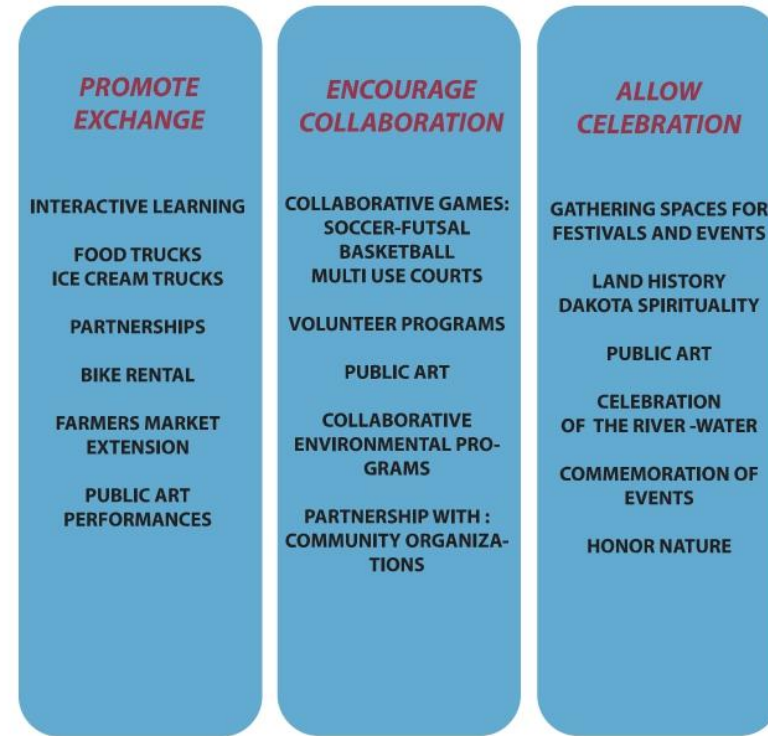 PROMOTE
EXCHANGE
INTERACTIVE LEARNING
FOOD TRUCKS
ICE CREAM TRUCKS
PARTNERSHIPS
BIKE RENTAL
FARMERS MARKET
EXTENSION
PUBLIC ART
PERFORMANCES
ENCOURAGE
COLLABORATION
COLLABORATIVE GAMES:
SOCCER-FUTSAL
BASKETBALL
MULTI USE COURTS
VOLUNTEER PROGRAMS
PUBLIC ART
COLLABORATIVE
ENVIRONMENTAL PRO-
GRAMS
PARTNERSHIP WITH :
COMMUNITY ORGANIZA-
TIONS
ALLOW
CELEBRATION
GATHERING SPACES FOR
FESTIVALS AND EVENTS
LAND HISTORY
DAKOTA SPIRITUALITY
PUBLIC ART
CELEBRATION
OF THE RIVER -WATER
COMMEMORATION OF
EVENTS
HONOR NATURE